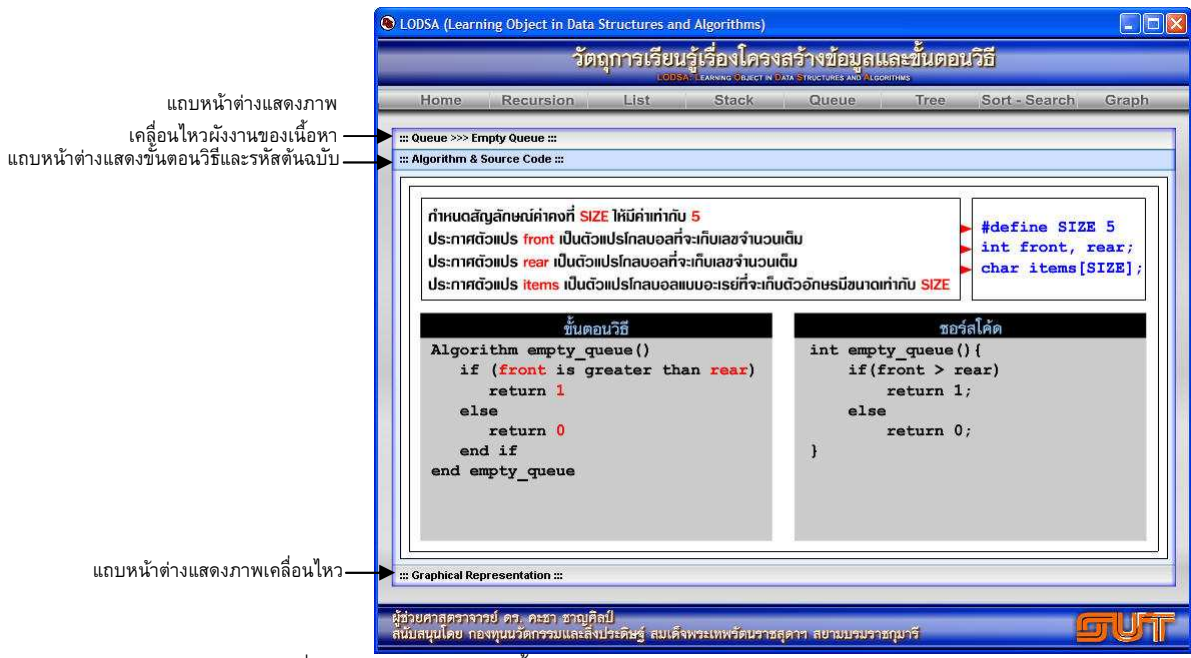 LODSA (Learning Object in Data Structures and Algorithms)
วัตถุการเรียนรู้เรื่องโครงสร้างข้อมูลและขั้นตอนวิธี
LODSA: LEARNING OBJECT IN DATA STRUCTURES AND ALGORITHMS
Home Recursion List Stack Queue Tree Sort - Search Graph
แถบหน้าต่างแสดงภาพ
เคลื่อนไหวผังงานของเนื้อหา
::: Queue >>> Empty Queue :::
แถบหน้าต่างแสดงขั้นตอนวิธีและรหัสต้นฉบับ
::: Algorithm & Source Code :::
กำหนดสัญลักษณ์ค่าคงที่ SIZE ให้มีค่าเท่ากับ 5
ประกาศตัวแปร front เป็นตัวแปรโกลบอลที่จะเก็บเลขจำนวนเต็ม
ประกาศตัวแปร rear เป็นตัวแปรโกลบอลที่จะเก็บเลขจำนวนเต็ม
ประกาศตัวแปร items เป็นตัวแปรโกลบอลแบบอะเรย์ที่จะเก็บตัวอักษรมีขนาดเท่ากับ SIZE
#define SIZE 5
int front, rear;
char items[SIZE];
ขั้นตอนวิธี
Algorithm empty_queue()
if (front is greater than rear)
return 1
else
return 0
end if
end empty_queue
ซอร์สโค้ด
int empty_queue(){
if(front > rear)
return 1;
else
return 0;
}
แถบหน้าต่างแสดงภาพเคลื่อนไหว
::: Graphical Representation :::
ผู้ช่วยศาสตราจารย์ ดร. คะชา ชาญศิลป์
สนับสนุนโดย กองทุนนวัตกรรมและสิ่งประดิษฐ์ สมเด็จพระเทพรัตนราชสุดาฯ สยามบรมราชกุมารี
SUT